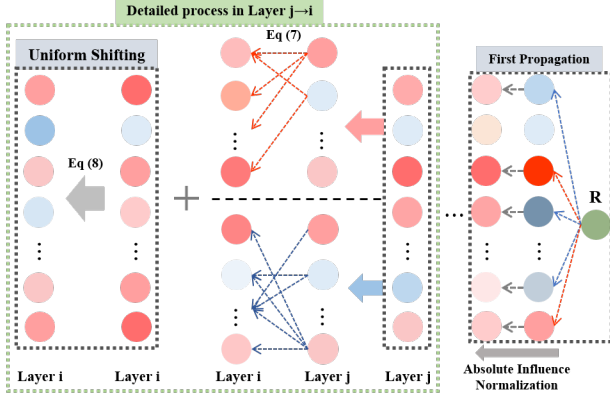 Detailed process in Layer j→i
Uniform Shifting
Eq (7)
First Propagation
Eq (8)
+
R
...
Layer i
Layer i
Layer i
Layer j
Layer j
Absolute Influence
Normalization